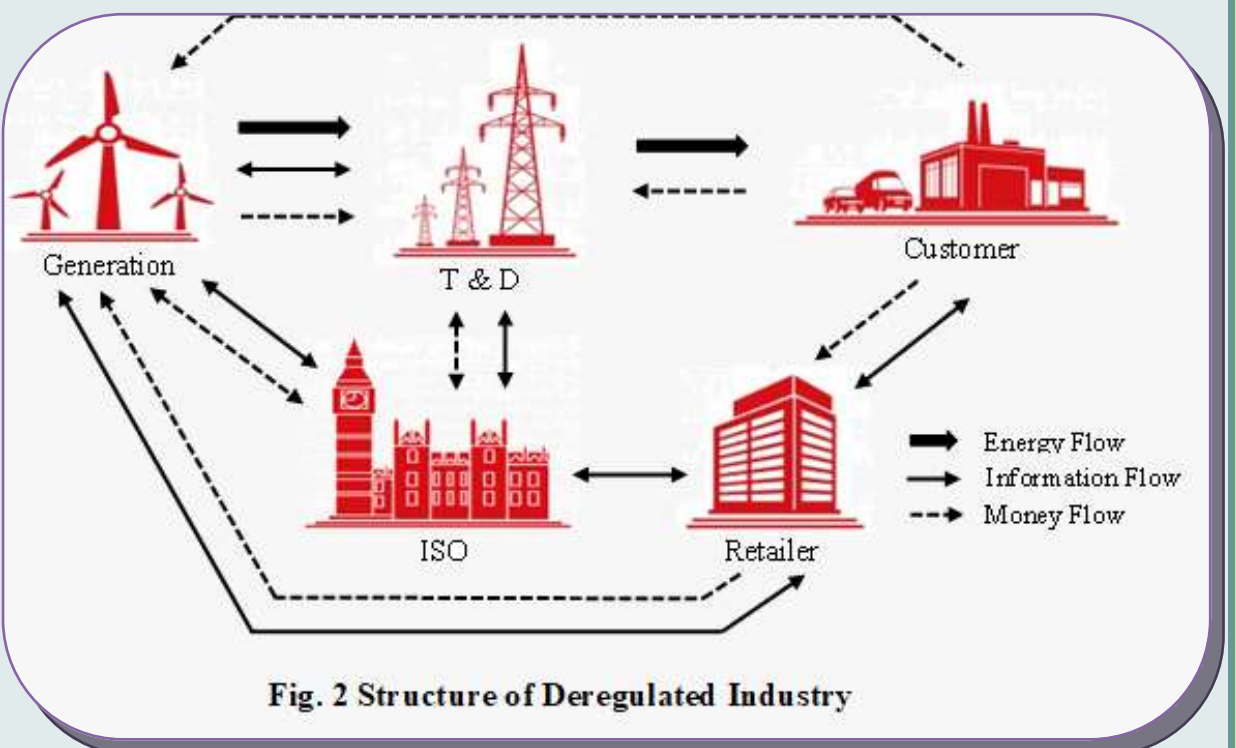 Generation
T & D
Customer
ISO
Retailer
Energy Flow
Information Flow
Money Flow
Fig. 2 Structure of Deregulated Industry